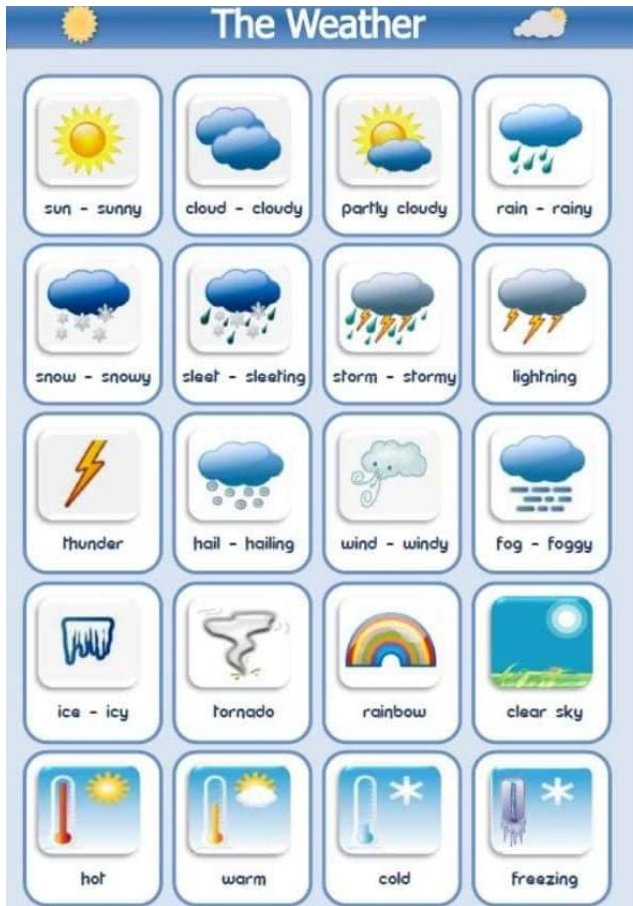 The Weather
sun - sunny
cloud - cloudy
partly cloudy
rain - rainy
snow - snowy
sleet - sleeting
storm - stormy
lightning
thunder
hail - hailing
wind - windy
fog - foggy
ice - icy
tornado
rainbow
clear sky
hot
warm
cold
freezing